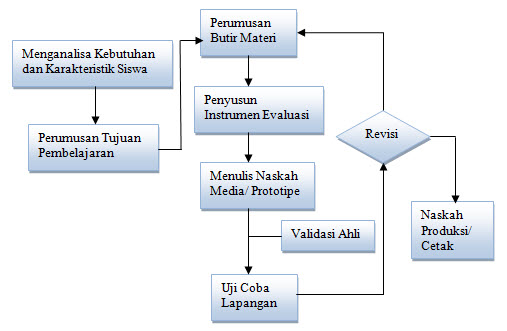 Menganalisa Kebutuhan
dan Karakteristik Siswa
Perumusan Tujuan
Pembelajaran
Perumusan
Butir Materi
Penyusun
Instrumen Evaluasi
Menulis Naskah
Media/ Prototipe
Validasi Ahli
Uji Coba
Lapangan
Revisi
Naskah
Produksi/
Cetak